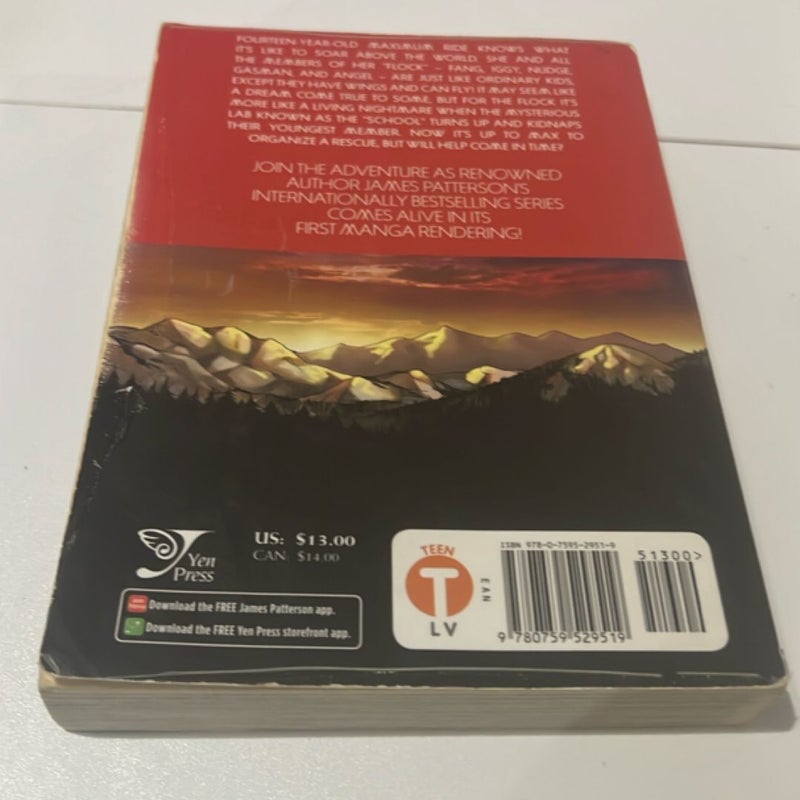 FOURTEEN-YEAR-OLD MAXIMUM RIDE KNOWS WHAT
IT'S LIKE TO SOAR ABOVE THE WORLD. SHE AND ALL
THE MEMBERS OF HER "FLOCK" – FANG, IGGY, NUDGE,
GASMAN, AND ANGEL – ARE JUST LIKE ORDINARY KIDS,
EXCEPT THEY HAVE WINGS AND CAN FLY! IT MAY SEEM LIKE
A DREAM COME TRUE TO SOME, BUT FOR THE FLOCK IT'S
MORE LIKE A LIVING NIGHTMARE WHEN THE MYSTERIOUS
LAB KNOWN AS THE "SCHOOL" TURNS UP AND KIDNAPS
THEIR YOUNGEST MEMBER. NOW IT'S UP TO MAX TO
ORGANIZE A RESCUE, BUT WILL HELP COME IN TIME?
JOIN THE ADVENTURE AS RENOWNED
AUTHOR JAMES PATTERSON'S
INTERNATIONALLY BESTSELLING SERIES
COMES ALIVE IN ITS
FIRST MANGA RENDERING!
Yen
Press
US: $13.00
CAN: $14.00
Download the FREE James Patterson app.
Download the FREE Yen Press storefront app.
TEEN
T
LV
EAN
ISBN 978-0-7595-2951-9
51300>
9 780759 529519